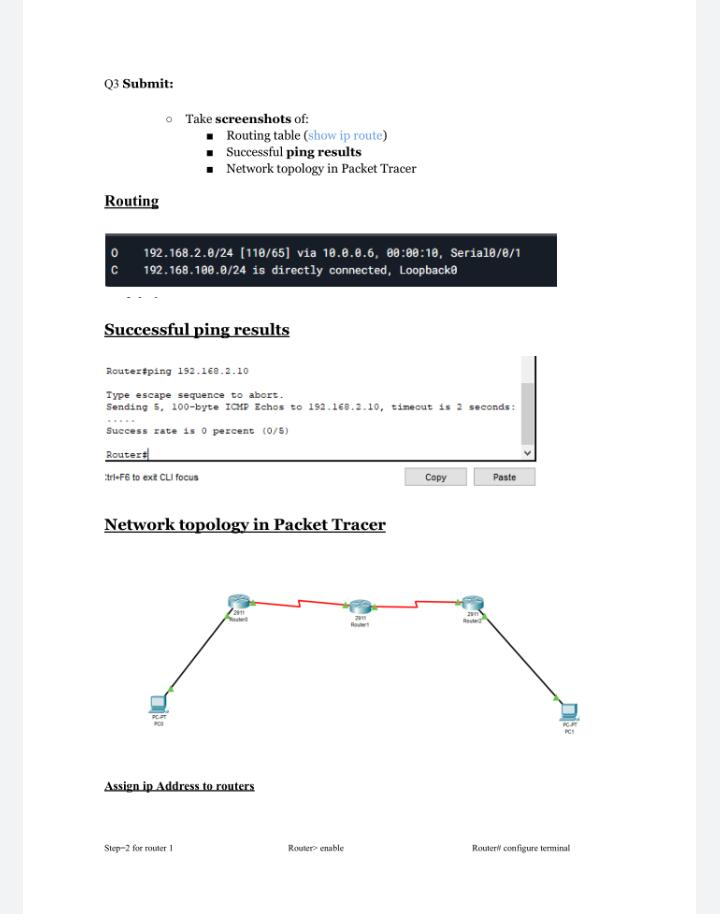 Q3 Submit:
Take screenshots of:
Routing table (show ip route)
Successful ping results
Network topology in Packet Tracer
Routing
O 192.168.2.0/24 [110/65] via 10.0.0.6, 00:00:10, Serial0/0/1
C 192.168.100.0/24 is directly connected, Loopback0
Successful ping results
Router#ping 192.168.2.10
Type escape sequence to abort.
Sending 5, 100-byte ICMP Echos to 192.168.2.10, timeout is 2 seconds:
.....
Success rate is 0 percent (0/5)
Router#
Ctrl+F6 to exit CLI focus
Copy Paste
Network topology in Packet Tracer
2911
Router0
2911
Router1
2911
Router2
PC-PT
PC0
PC-PT
PC1
Assign ip Address to routers
Step-2 for router 1 Router> enable Router# configure terminal